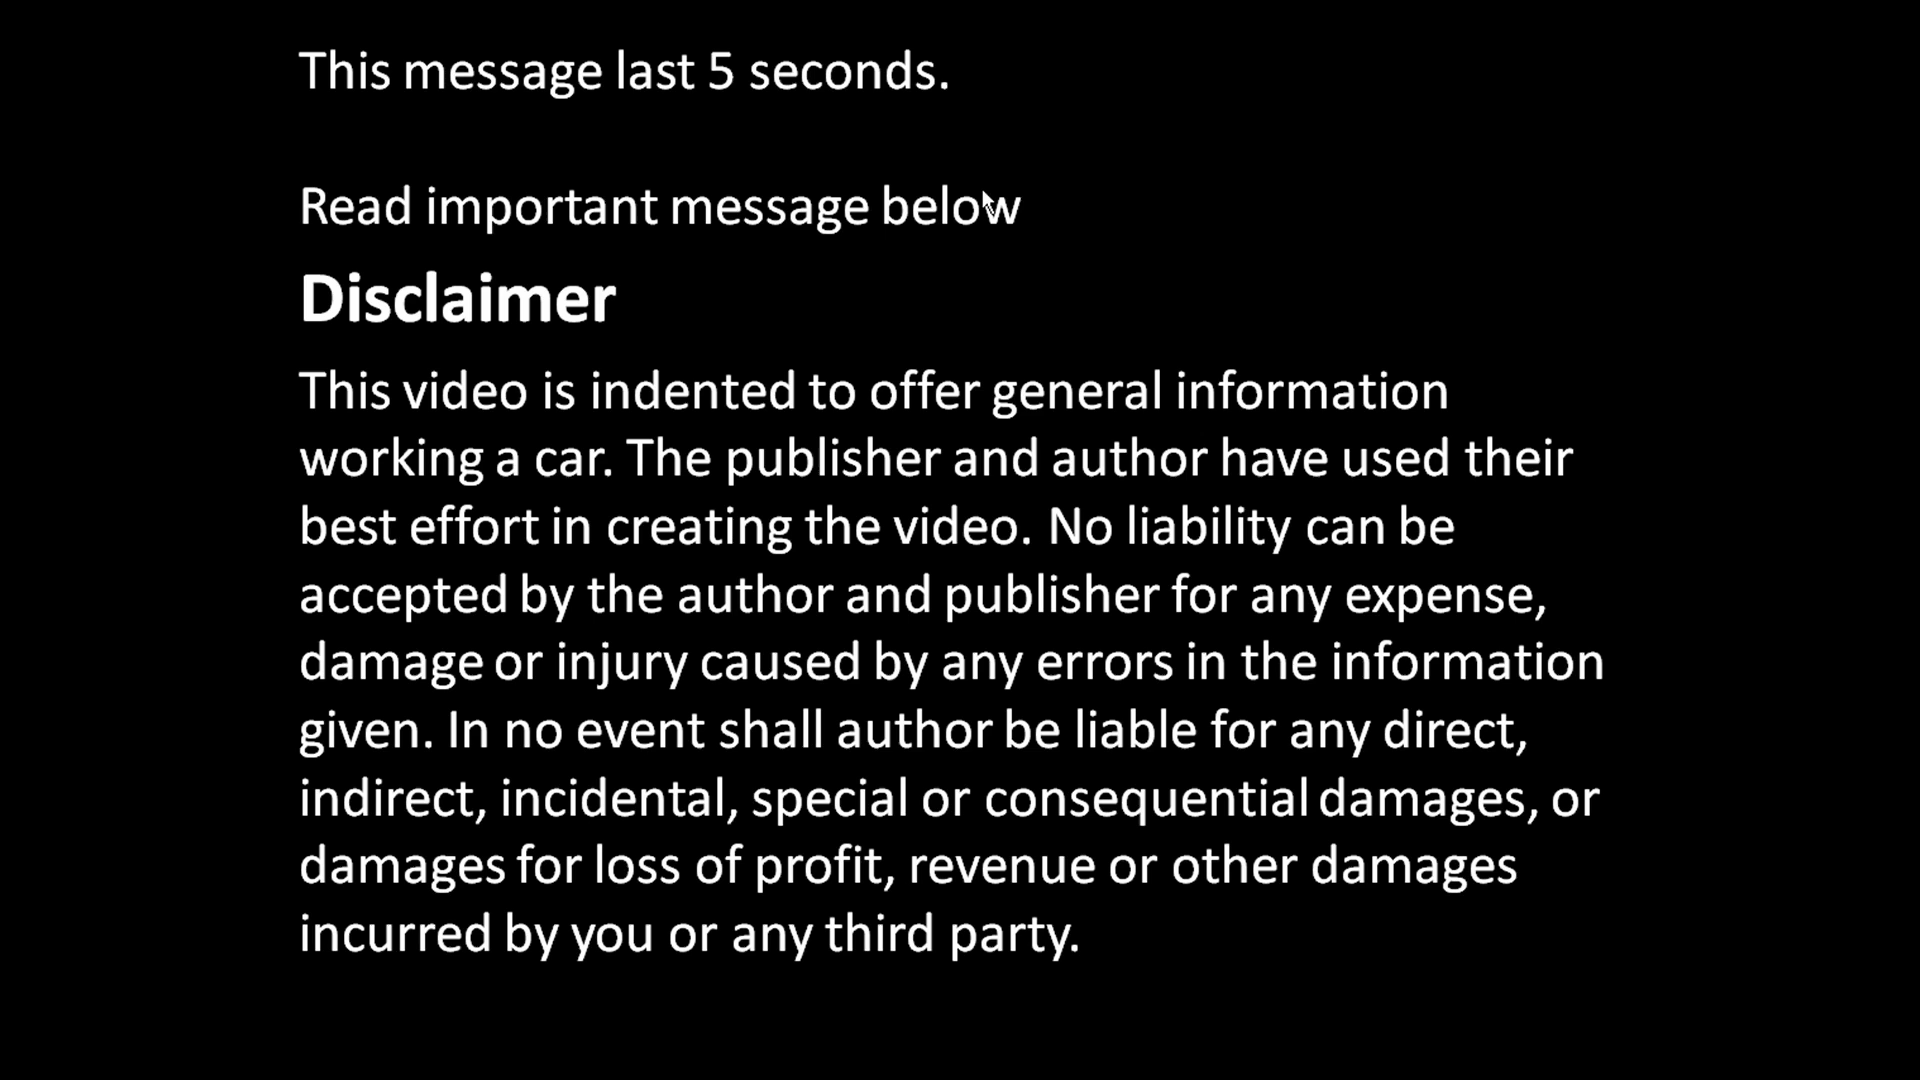 This message last 5 seconds.
Read important message below
Disclaimer
This video is indented to offer general information
working a car. The publisher and author have used their
best effort in creating the video. No liability can be
accepted by the author and publisher for any expense,
damage or injury caused by any errors in the information
given. In no event shall author be liable for any direct,
indirect, incidental, special or consequential damages, or
damages for loss of profit, revenue or other damages
incurred by you or any third party.